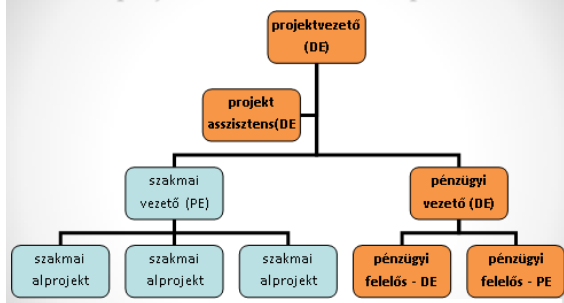 projektvezető
(DE)
projekt
asszisztens(DE
szakmai
vezető (PE)
pénzügyi
vezető (DE)
szakmai
alprojekt
szakmai
alprojekt
szakmai
alprojekt
pénzügyi
felelős - DE
pénzügyi
felelős - PE